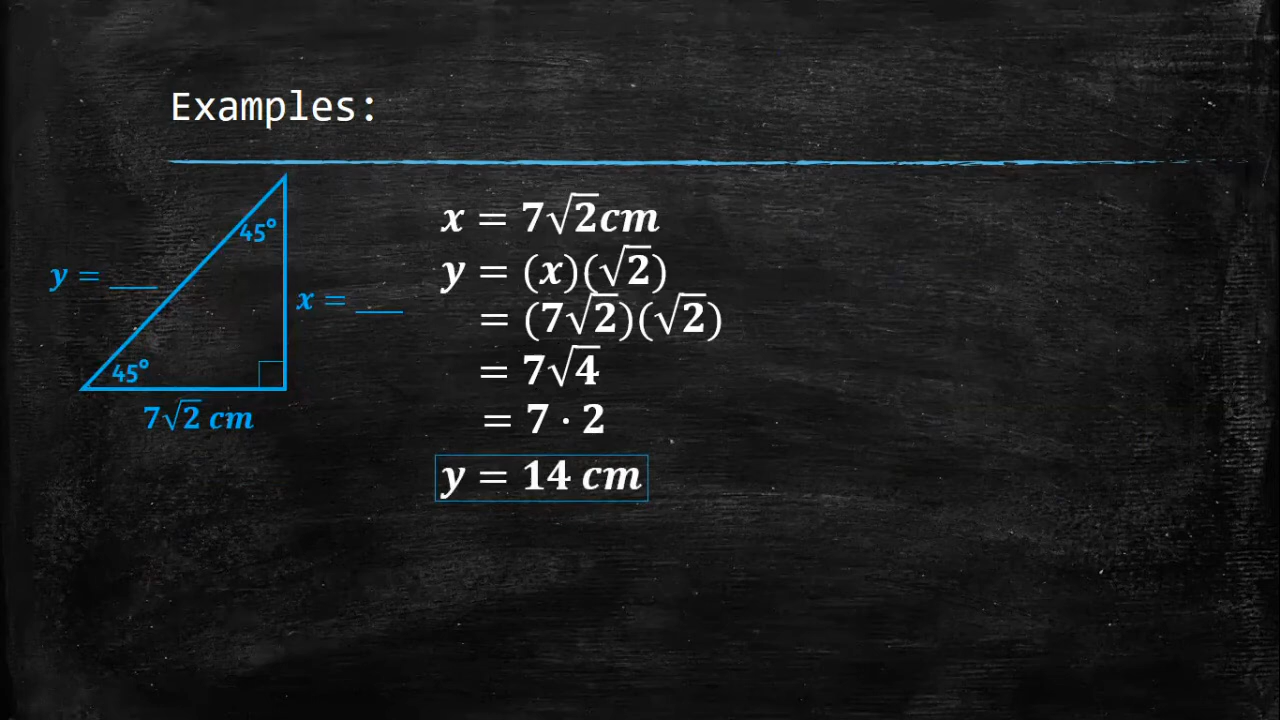 Examples:
45°
y = ___
x = ___
45°
7√2 cm
x = 7√2cm
y = (x)(√2)
= (7√2)(√2)
= 7√4
= 7 · 2
y = 14 cm